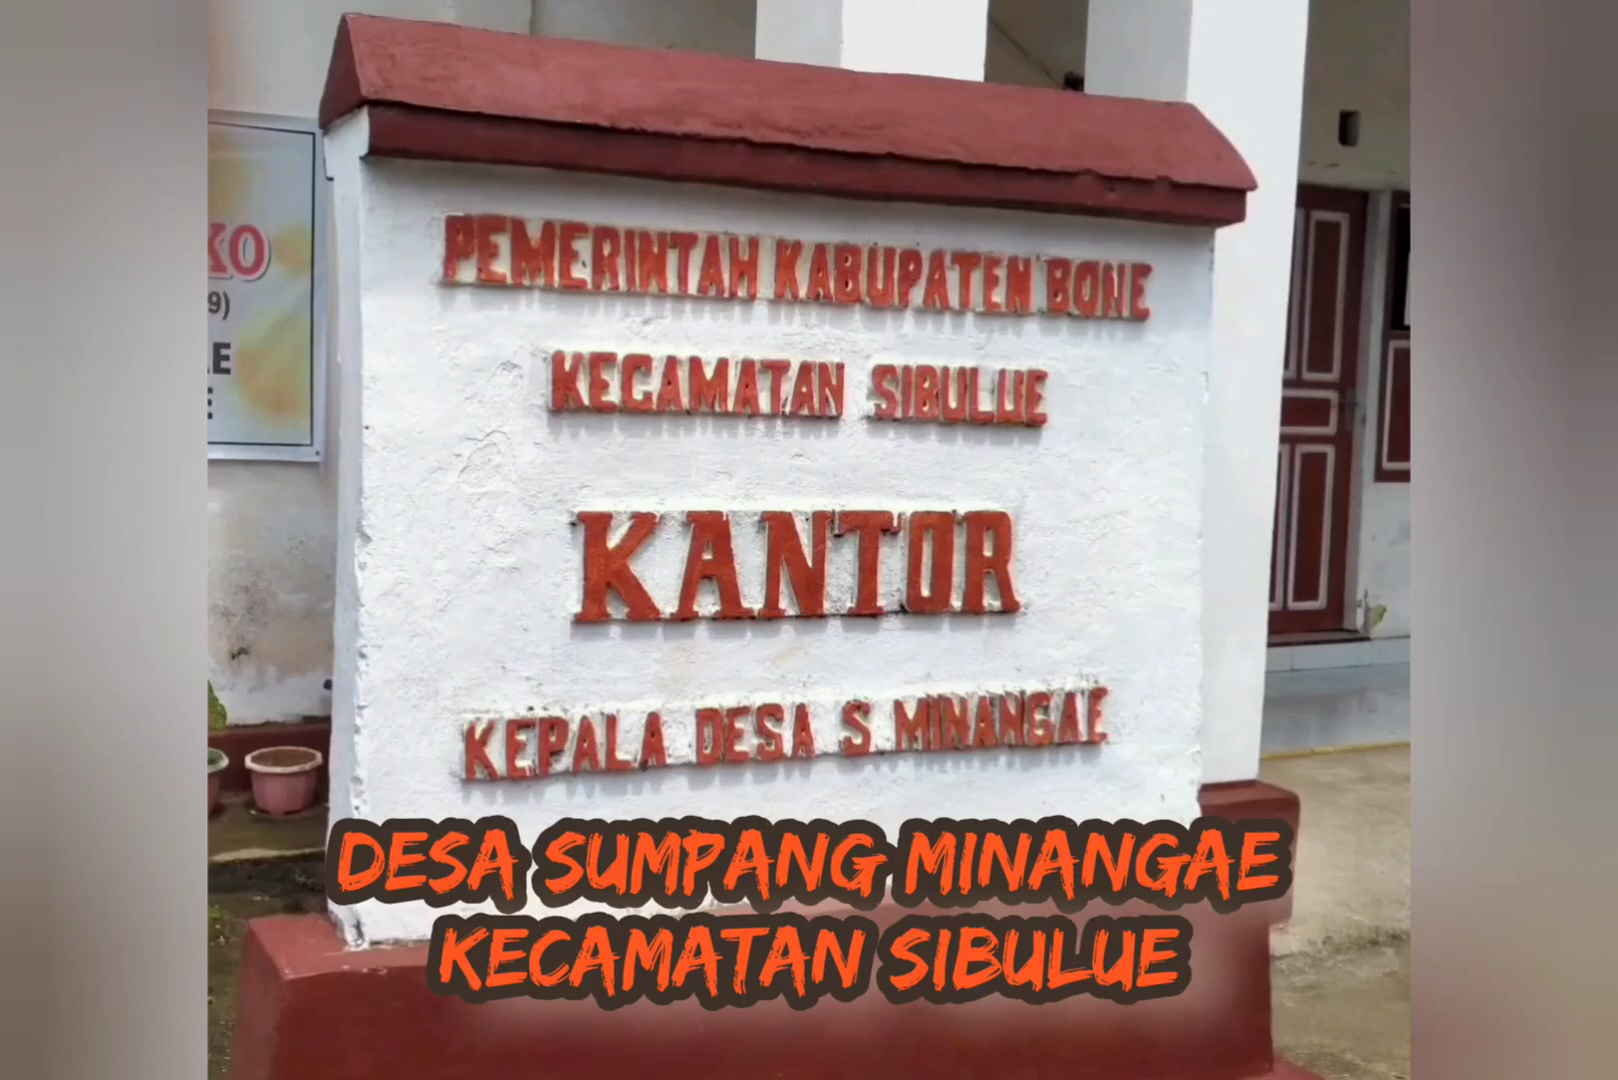 PEMERINTAH KABUPATEN BONE
KECAMATAN SIBULUE
KANTOR
KEPALA DESA S MINANGAE
DESA SUMPANG MINANGAE
KECAMATAN SIBULUE